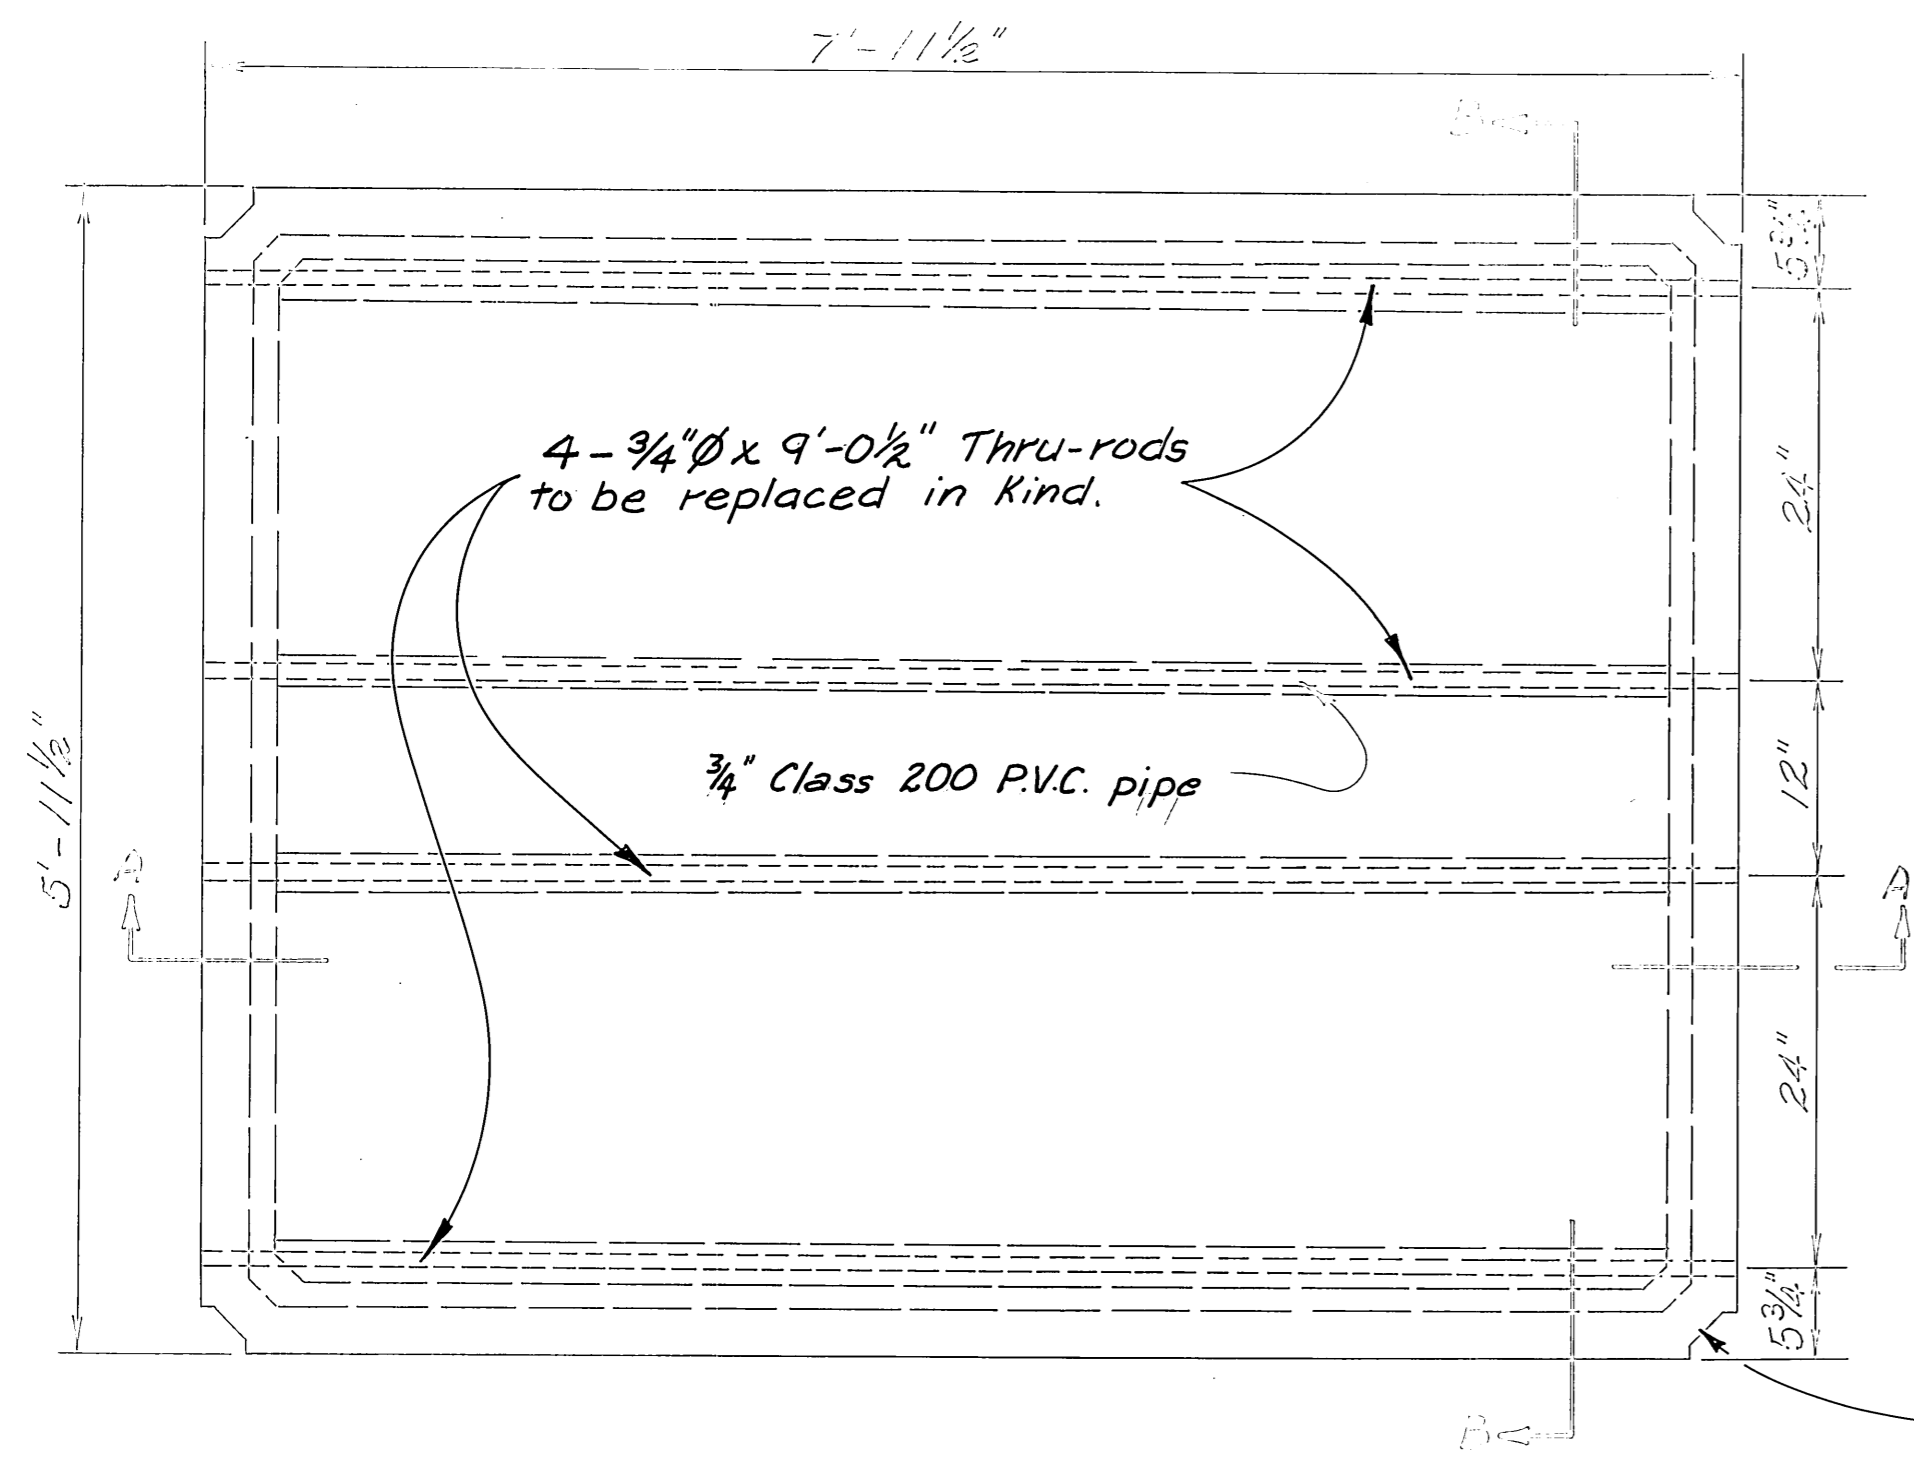 7'-11½"
B
5¾"
4-¾"Ø x 9'-0½" Thru-rods
to be replaced in Kind.
24"
¾" Class 200 P.V.C. pipe
12"
5'-11½"
A
A
24"
5¾"
B